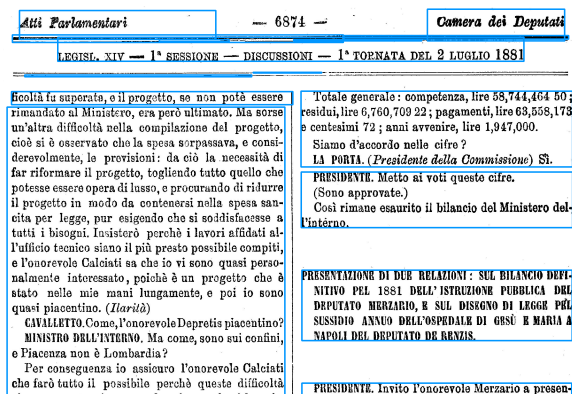 Atti Parlamentari — 6874 — Camera dei Deputati
LEGISL. XIV — 1ª SESSIONE — DISCUSSIONI — 1ª TORNATA DEL 2 LUGLIO 1881
ficoltà fu superata, e il progetto, se non potè essere
rimandato al Ministero, era però ultimato. Ma sorse
un'altra difficoltà nella compilazione del progetto,
cioè si è osservato che la spesa sorpassava, e consi-
derevolmente, le previsioni: da ciò la necessità di
far riformare il progetto, togliendo tutto quello che
potesse essere opera di lusso, e procurando di ridurre
il progetto in modo da contenersi nella spesa san-
cita per legge, pur esigendo che si soddisfacesse a
tutti i bisogni. Insisterò perchè i lavori affidati al-
l'ufficio tecnico siano il più presto possibile compiti,
e l'onorevole Calciati sa che io vi sono quasi perso-
nalmente interessato, poichè è un progetto che è
stato nelle mie mani lungamente, e poi io sono
quasi piacentino. (Ilarità)
CAVALLETTO. Come, l'onorevole Depretis piacentino?
MINISTRO DELL'INTERNO. Ma come, sono sui confini,
e Piacenza non è Lombardia?
Per conseguenza io assicuro l'onorevole Calciati
che farò tutto il possibile perchè queste difficoltà
Totale generale: competenza, lire 58,744,464 50;
residui, lire 6,760,709 22; pagamenti, lire 63,558,173
e centesimi 72; anni avvenire, lire 1,947,000.
Siamo d'accordo nelle cifre?
LA PORTA. (Presidente della Commissione) Sì.
PRESIDENTE. Metto ai voti queste cifre.
(Sono approvate.)
Così rimane esaurito il bilancio del Ministero del-
l'interno.
PRESENTAZIONE DI DUE RELAZIONI: SUL BILANCIO DEFI-
NITIVO PEL 1881 DELL'ISTRUZIONE PUBBLICA DEL
DEPUTATO MERZARIO, E SUL DISEGNO DI LEGGE PEL
SUSSIDIO ANNUO DELL'OSPEDALE DI GESÙ E MARIA A
NAPOLI DEL DEPUTATO DE RENZIS.
PRESIDENTE. Invito l'onorevole Merzario a presen-